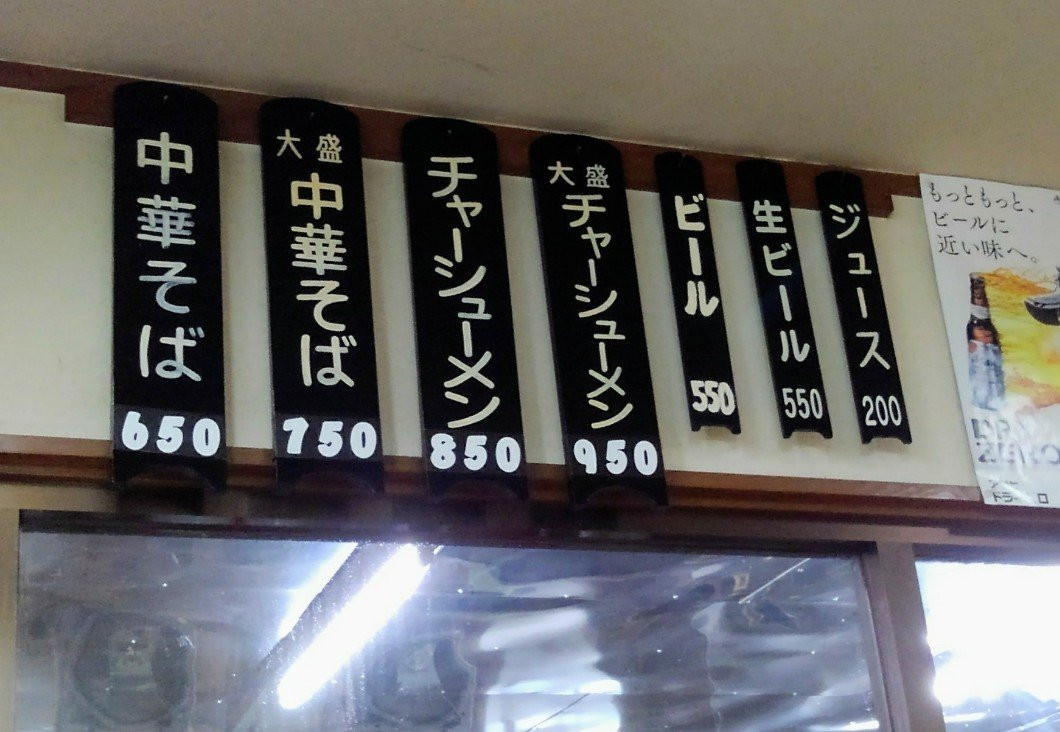 中華そば
650
大盛
中華そば
750
チャーシューメン
850
大盛
チャーシューメン
950
ビール
550
生ビール
550
ジュース
200
もっともっと、
ビールに
近い味へ。
ZERO